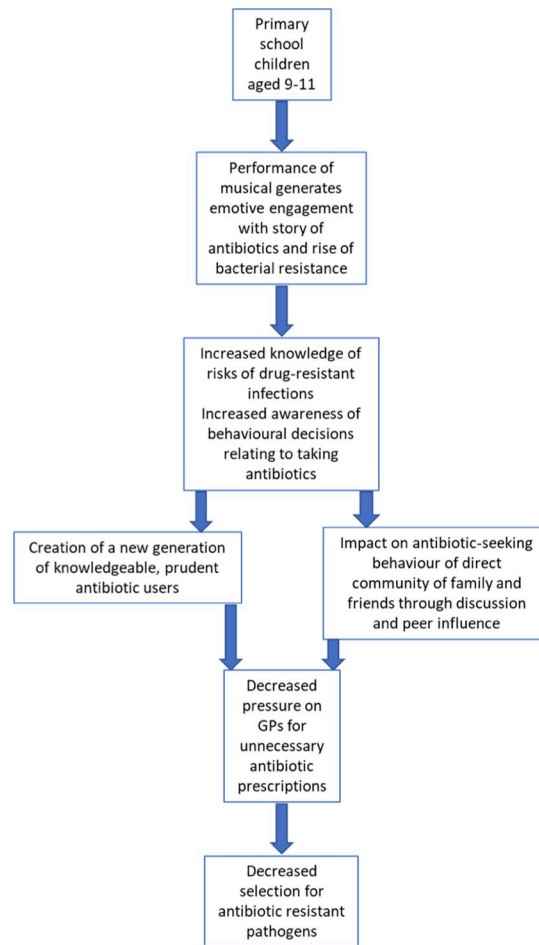 Primary
school
children
aged 9-11
Performance of
musical generates
emotive engagement
with story of
antibiotics and rise of
bacterial resistance
Increased knowledge of
risks of drug-resistant
infections
Increased awareness of
behavioural decisions
relating to taking
antibiotics
Creation of a new generation
of knowledgeable, prudent
antibiotic users
Impact on antibiotic-seeking
behaviour of direct
community of family and
friends through discussion
and peer influence
Decreased
pressure on
GPs for
unnecessary
antibiotic
prescriptions
Decreased
selection for
antibiotic resistant
pathogens